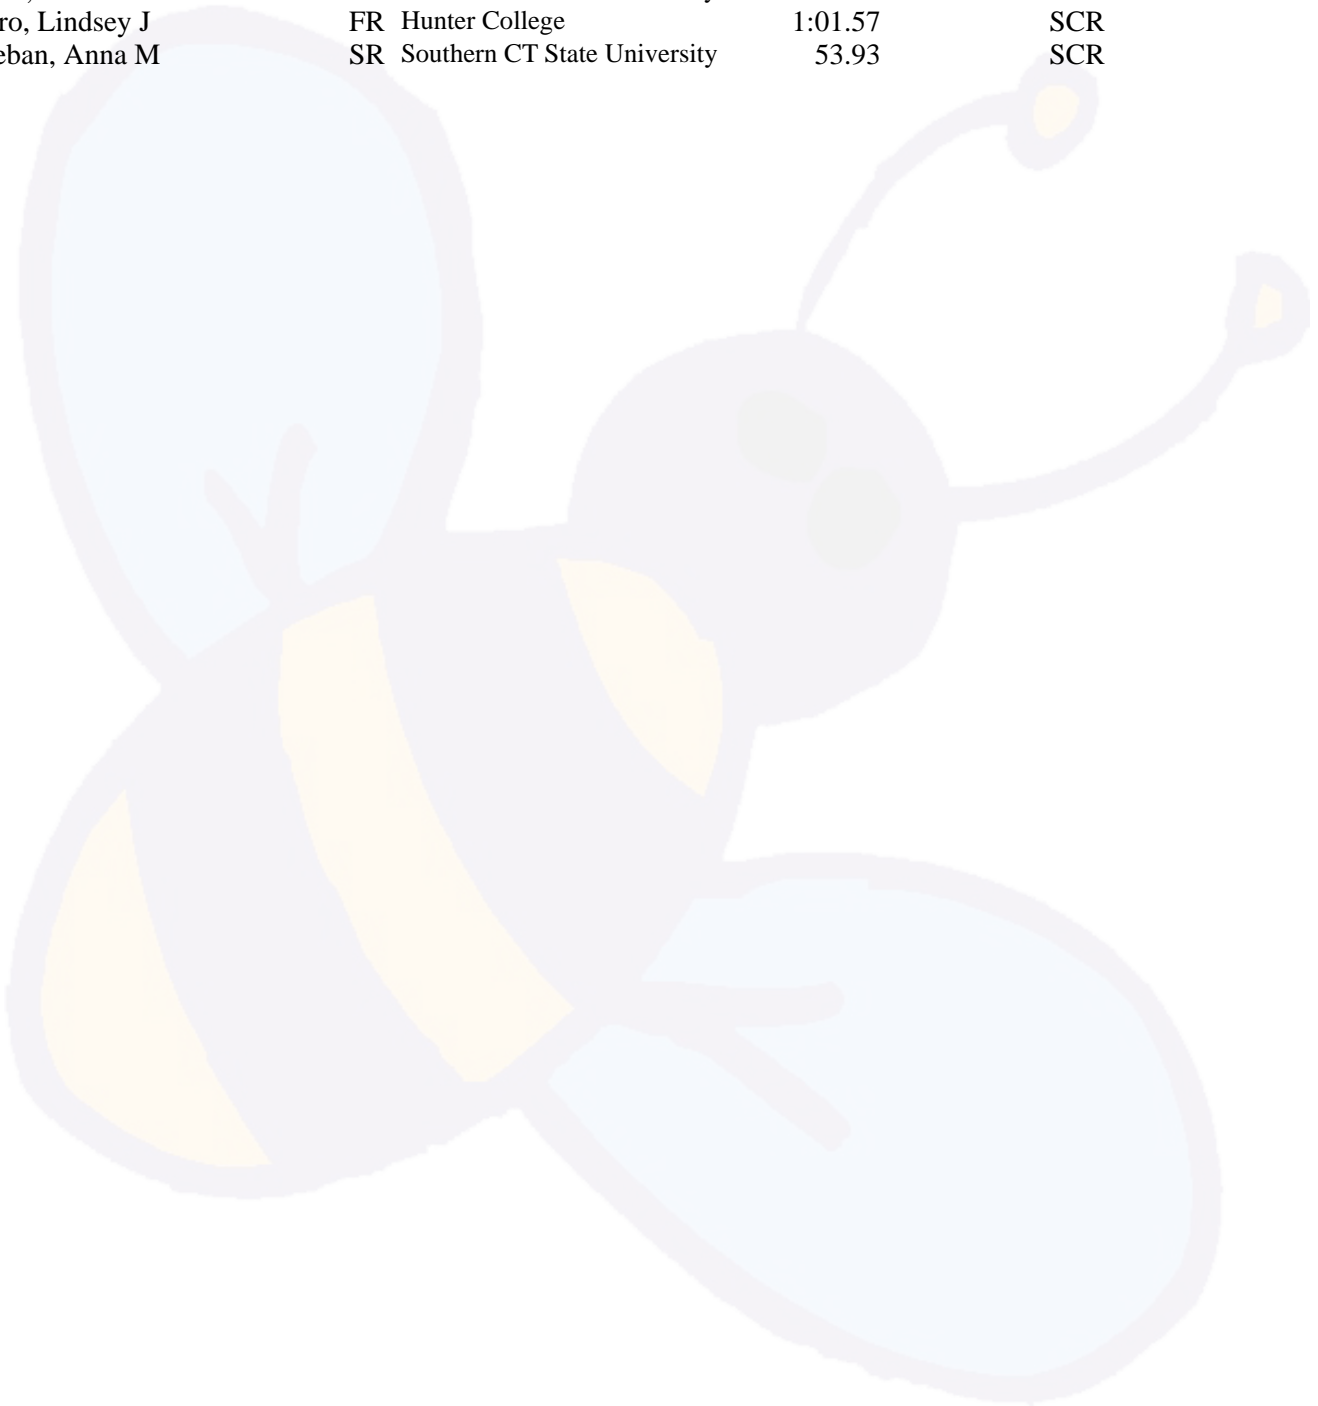 ro, Lindsey J FR Hunter College 1:01.57 SCR
eban, Anna M SR Southern CT State University 53.93 SCR